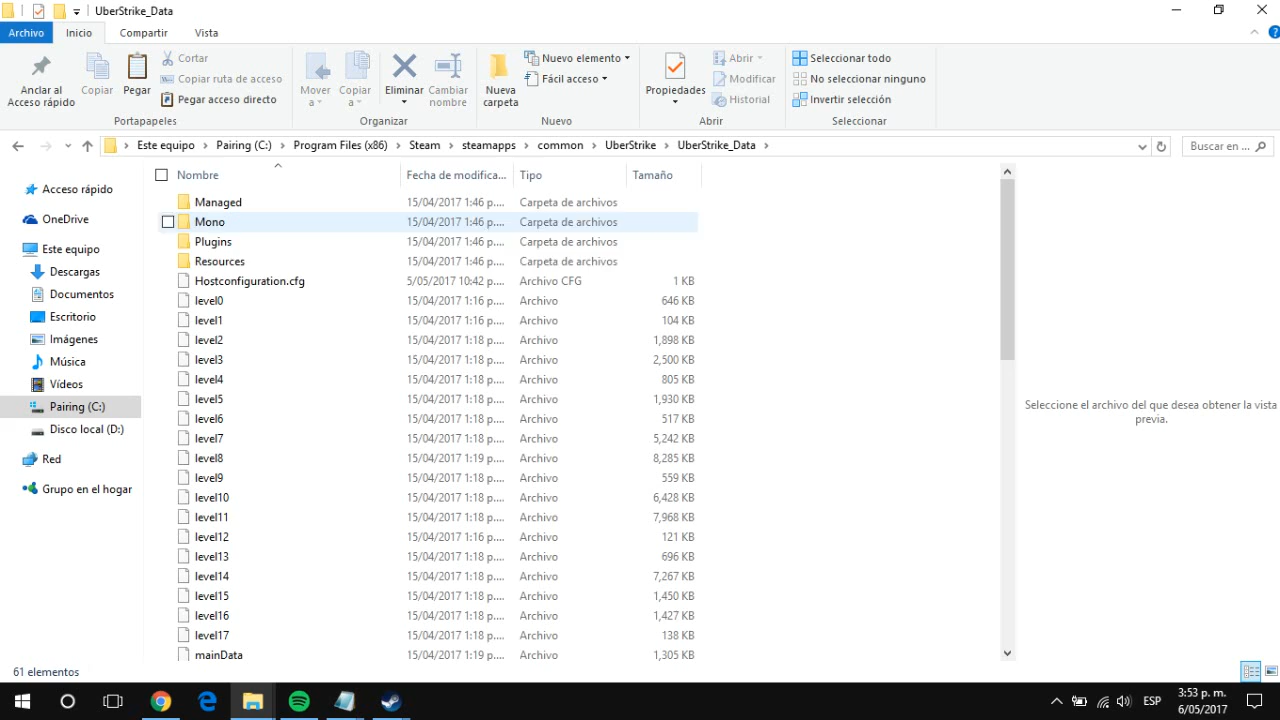 UberStrike_Data
Archivo Inicio Compartir Vista
Anclar al Acceso rápido
Copiar
Pegar
Cortar
Copiar ruta de acceso
Pegar acceso directo
Portapapeles
Mover a
Copiar a
Eliminar
Cambiar nombre
Organizar
Nueva carpeta
Nuevo elemento
Fácil acceso
Nuevo
Propiedades
Abrir
Modificar
Historial
Abrir
Seleccionar todo
No seleccionar ninguno
Invertir selección
Seleccionar
Este equipo > Pairing (C:) > Program Files (x86) > Steam > steamapps > common > UberStrike > UberStrike_Data >
Buscar en ...
Acceso rápido
OneDrive
Este equipo
Descargas
Documentos
Escritorio
Imágenes
Música
Vídeos
Pairing (C:)
Disco local (D:)
Red
Grupo en el hogar
Nombre Fecha de modifica... Tipo Tamaño
Managed 15/04/2017 1:46 p.... Carpeta de archivos
Mono 15/04/2017 1:46 p.... Carpeta de archivos
Plugins 15/04/2017 1:46 p.... Carpeta de archivos
Resources 15/04/2017 1:46 p.... Carpeta de archivos
Hostconfiguration.cfg 5/05/2017 10:42 p.... Archivo CFG 1 KB
level0 15/04/2017 1:16 p.... Archivo 646 KB
level1 15/04/2017 1:16 p.... Archivo 104 KB
level2 15/04/2017 1:18 p.... Archivo 1,898 KB
level3 15/04/2017 1:18 p.... Archivo 2,500 KB
level4 15/04/2017 1:18 p.... Archivo 805 KB
level5 15/04/2017 1:18 p.... Archivo 1,930 KB
level6 15/04/2017 1:18 p.... Archivo 517 KB
level7 15/04/2017 1:18 p.... Archivo 5,242 KB
level8 15/04/2017 1:19 p.... Archivo 8,285 KB
level9 15/04/2017 1:18 p.... Archivo 559 KB
level10 15/04/2017 1:18 p.... Archivo 6,428 KB
level11 15/04/2017 1:18 p.... Archivo 7,968 KB
level12 15/04/2017 1:16 p.... Archivo 121 KB
level13 15/04/2017 1:18 p.... Archivo 696 KB
level14 15/04/2017 1:18 p.... Archivo 7,267 KB
level15 15/04/2017 1:18 p.... Archivo 1,450 KB
level16 15/04/2017 1:18 p.... Archivo 1,427 KB
level17 15/04/2017 1:18 p.... Archivo 138 KB
mainData 15/04/2017 1:19 p.... Archivo 1,305 KB
Seleccione el archivo del que desea obtener la vista
previa.
61 elementos
ESP
3:53 p. m.
6/05/2017